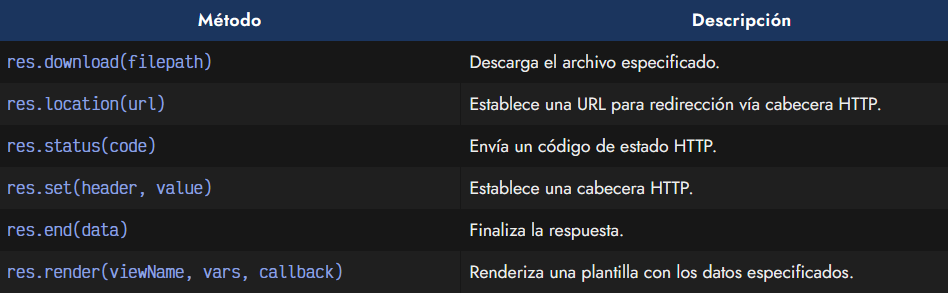 Método Descripción
res.download(filepath) Descarga el archivo especificado.
res.location(url) Establece una URL para redirección vía cabecera HTTP.
res.status(code) Envía un código de estado HTTP.
res.set(header, value) Establece una cabecera HTTP.
res.end(data) Finaliza la respuesta.
res.render(viewName, vars, callback) Renderiza una plantilla con los datos especificados.